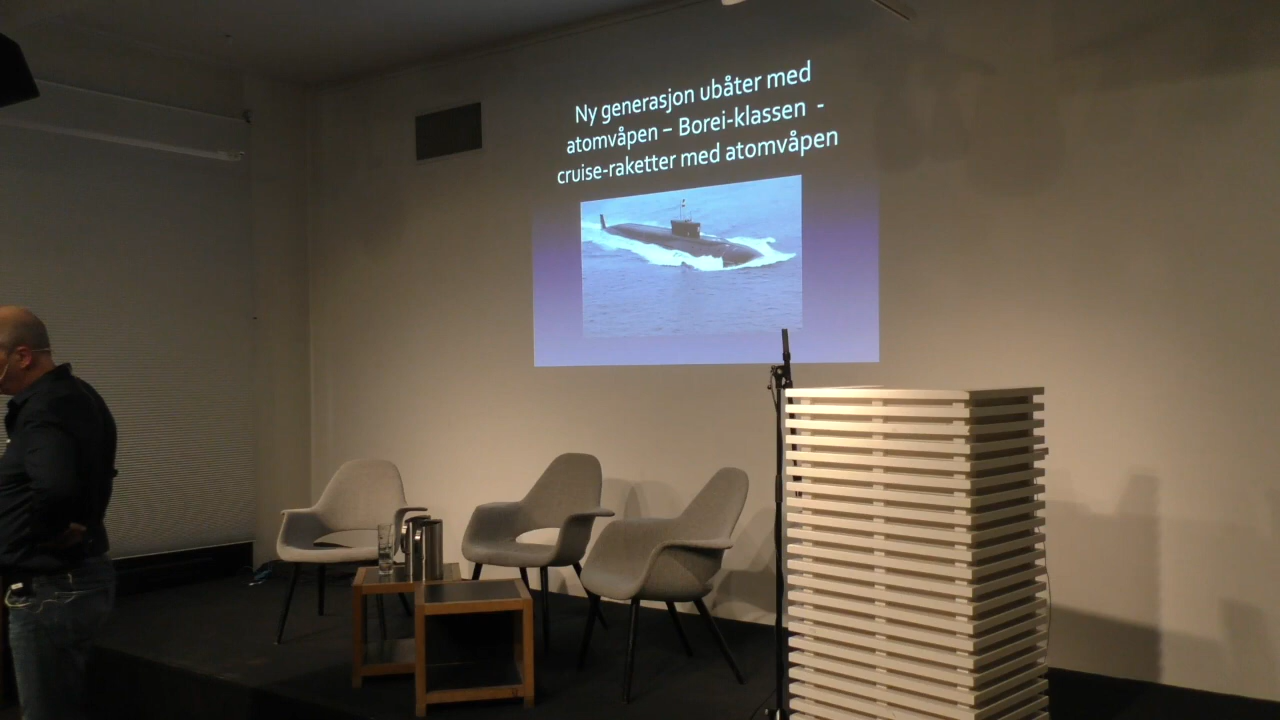 Ny generasjon ubåter med
atomvåpen – Borei-klassen -
cruise-raketter med atomvåpen